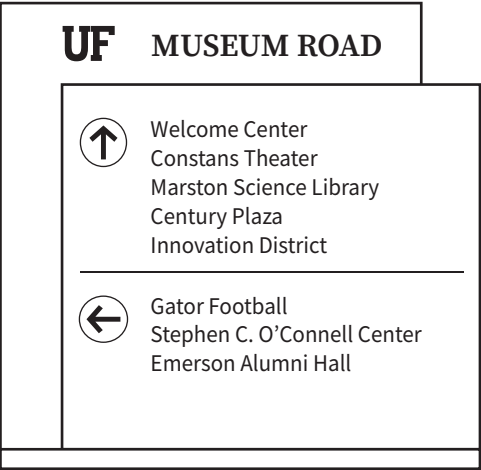 UF MUSEUM ROAD
Welcome Center
Constans Theater
Marston Science Library
Century Plaza
Innovation District
Gator Football
Stephen C. O’Connell Center
Emerson Alumni Hall